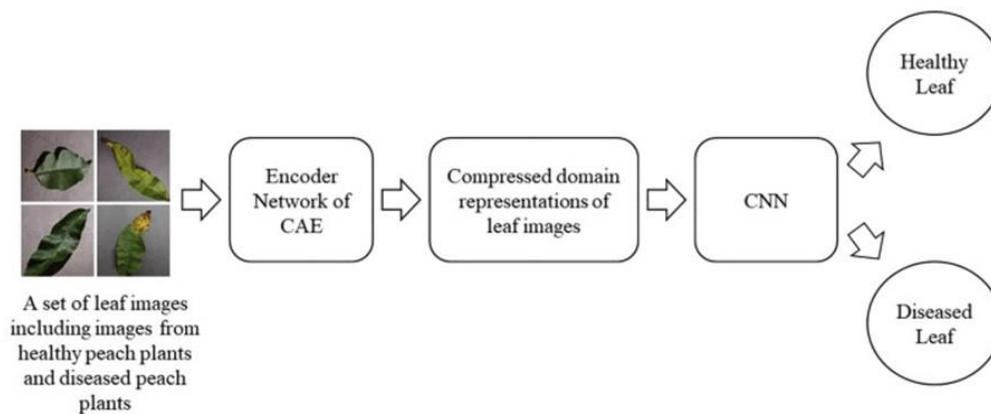 A set of leaf images
including images from
healthy peach plants
and diseased peach
plants
Encoder
Network of
CAE
Compressed domain
representations of
leaf images
CNN
Healthy
Leaf
Diseased
Leaf